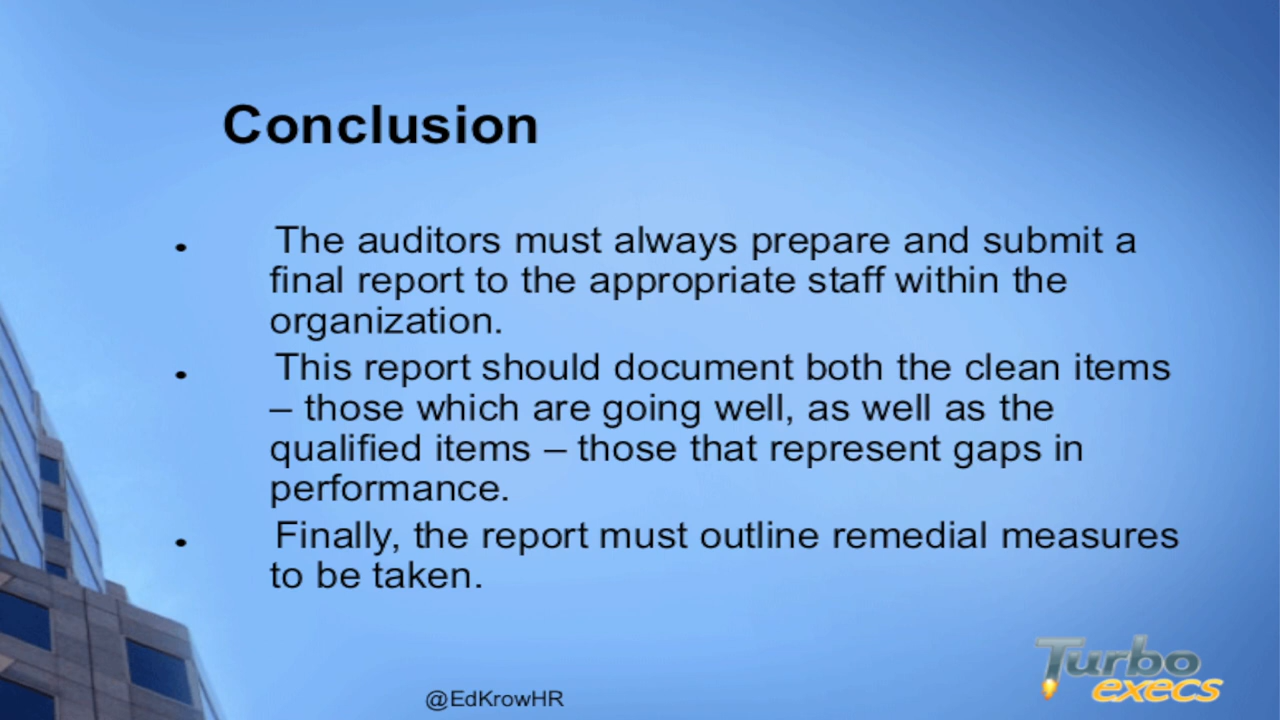 Conclusion
• The auditors must always prepare and submit a
final report to the appropriate staff within the
organization.
• This report should document both the clean items
– those which are going well, as well as the
qualified items – those that represent gaps in
performance.
• Finally, the report must outline remedial measures
to be taken.
@EdKrowHR
Turbo
execs